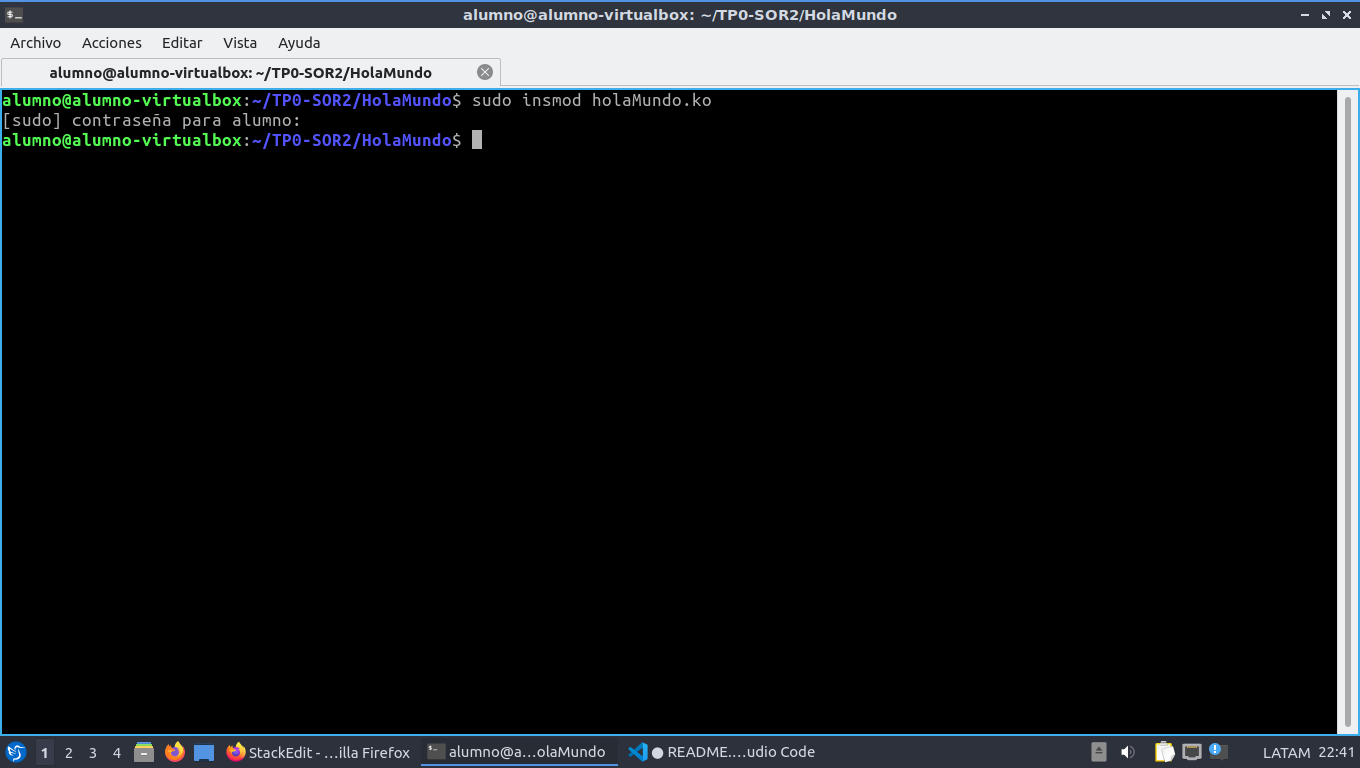 alumno@alumno-virtualbox: ~/TP0-SOR2/HolaMundo
Archivo Acciones Editar Vista Ayuda
alumno@alumno-virtualbox: ~/TP0-SOR2/HolaMundo
alumno@alumno-virtualbox:~/TP0-SOR2/HolaMundo$ sudo insmod holaMundo.ko
[sudo] contraseña para alumno:
alumno@alumno-virtualbox:~/TP0-SOR2/HolaMundo$
1 2 3 4 StackEdit - …illa Firefox alumno@a…olaMundo ● README.…udio Code LATAM 22:41